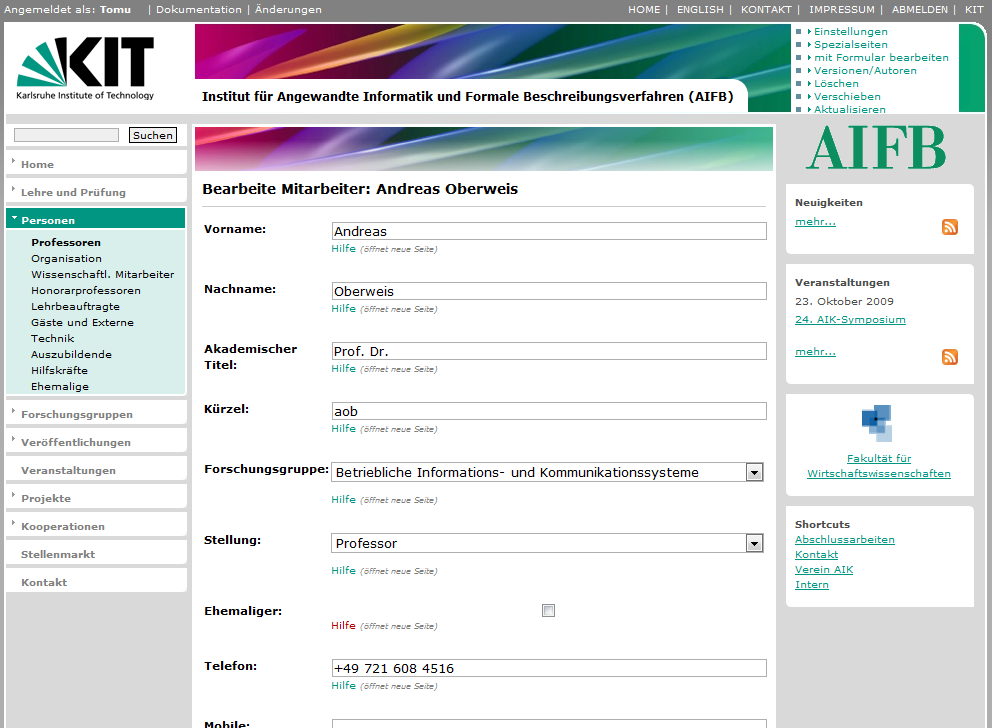 Angemeldet als: Tomu | Dokumentation | Änderungen
HOME | ENGLISH | KONTAKT | IMPRESSUM | ABMELDEN | KIT
KIT
Karlsruhe Institute of Technology
Institut für Angewandte Informatik und Formale Beschreibungsverfahren (AIFB)
Einstellungen
Spezialseiten
mit Formular bearbeiten
Versionen/Autoren
Löschen
Verschieben
Aktualisieren
Suchen
Home
Lehre und Prüfung
Personen
Professoren
Organisation
Wissenschaftl. Mitarbeiter
Honorarprofessoren
Lehrbeauftragte
Gäste und Externe
Technik
Auszubildende
Hilfskräfte
Ehemalige
Forschungsgruppen
Veröffentlichungen
Veranstaltungen
Projekte
Kooperationen
Stellenmarkt
Kontakt
Bearbeite Mitarbeiter: Andreas Oberweis
Vorname: Andreas
Hilfe (öffnet neue Seite)
Nachname: Oberweis
Hilfe (öffnet neue Seite)
Akademischer
Titel: Prof. Dr.
Hilfe (öffnet neue Seite)
Kürzel: aob
Hilfe (öffnet neue Seite)
Forschungsgruppe: Betriebliche Informations- und Kommunikationssysteme
Hilfe (öffnet neue Seite)
Stellung: Professor
Hilfe (öffnet neue Seite)
Ehemaliger:
Hilfe (öffnet neue Seite)
Telefon: +49 721 608 4516
Hilfe (öffnet neue Seite)
Mobile:
AIFB
Neuigkeiten
mehr...
Veranstaltungen
23. Oktober 2009
24. AIK-Symposium
mehr...
Fakultät für
Wirtschaftswissenschaften
Shortcuts
Abschlussarbeiten
Kontakt
Verein AIK
Intern